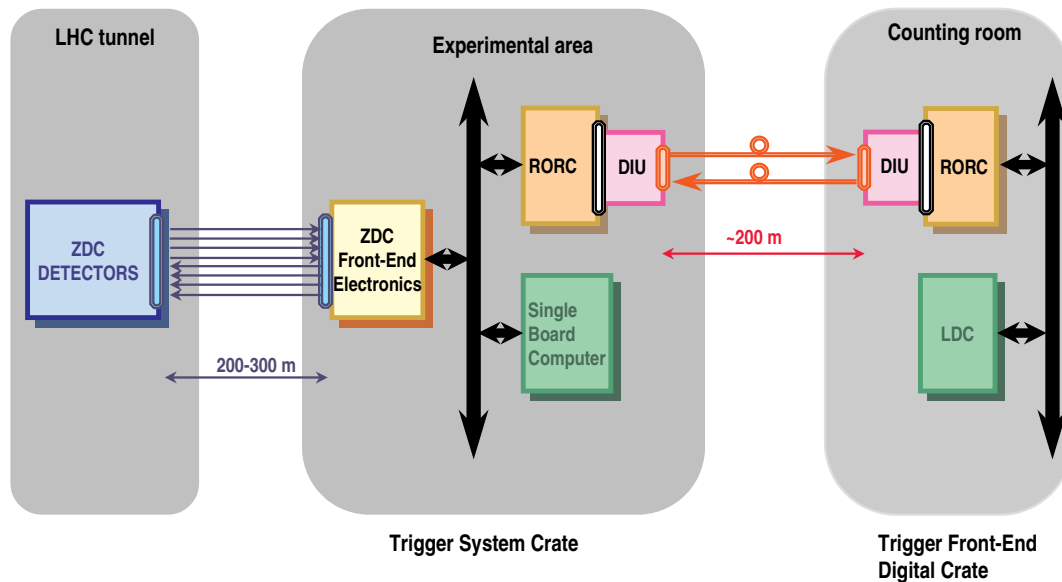 LHC tunnel
Experimental area
Counting room
RORC
DIU
DIU
RORC
ZDC
DETECTORS
ZDC
Front-End
Electronics
~200 m
Single
Board
Computer
LDC
200-300 m
Trigger System Crate
Trigger Front-End
Digital Crate